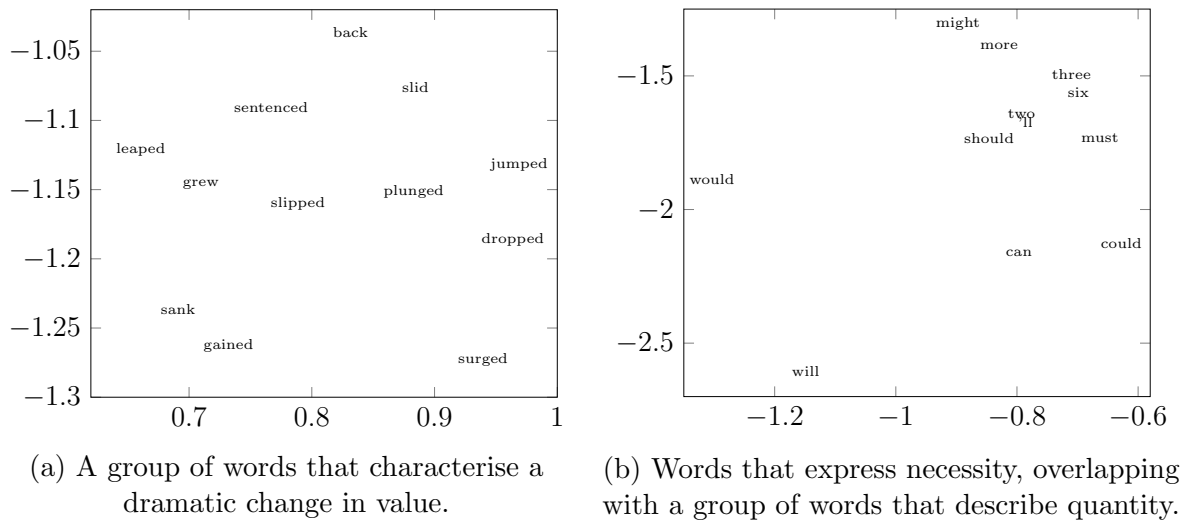 back
−1.05
slid
sentenced
−1.1
leaped
jumped
grew
plunged
−1.15
slipped
dropped
−1.2
sank
−1.25
gained
surged
−1.3
0.7 0.8 0.9 1
(a) A group of words that characterise a
dramatic change in value.
might
more
−1.5
three
six
two
'll
should
must
would
−2
could
can
−2.5
will
−1.2 −1 −0.8 −0.6
(b) Words that express necessity, overlapping
with a group of words that describe quantity.